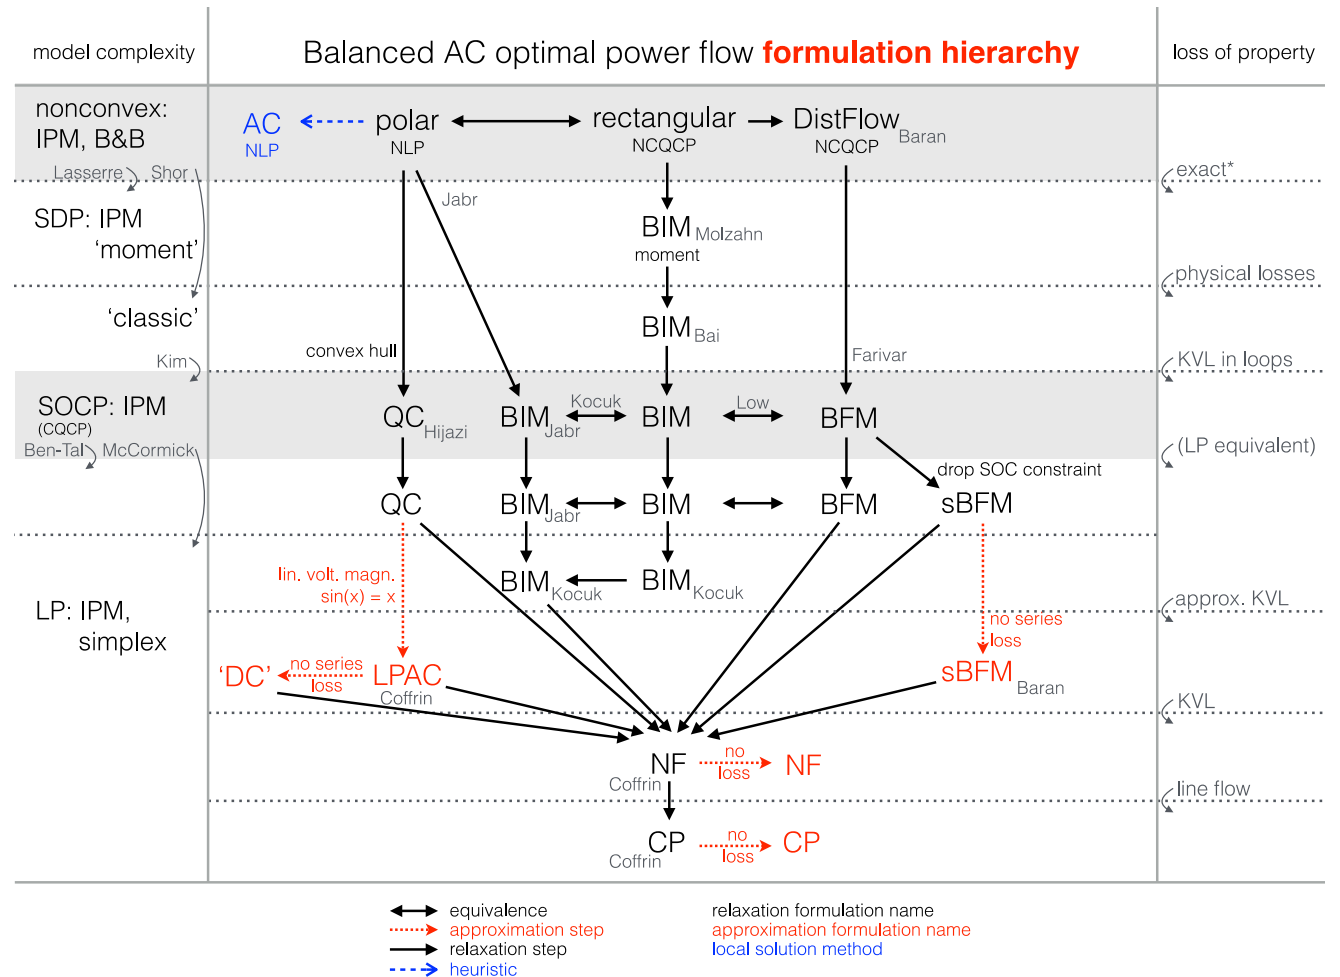 model complexity
Balanced AC optimal power flow formulation hierarchy
loss of property
nonconvex:
IPM, B&B
AC
NLP
polar
NLP
rectangular
NCQCP
DistFlow
NCQCP
Baran
Lasserre
Shor
exact*
Jabr
SDP: IPM
'moment'
BIM
Molzahn
moment
physical losses
'classic'
BIM
Bai
convex hull
Farivar
Kim
KVL in loops
SOCP: IPM
(CQCP)
QC
Hijazi
BIM
Jabr
Kocuk
BIM
Low
BFM
Ben-Tal
McCormick
(LP equivalent)
drop SOC constraint
QC
BIM
Jabr
BIM
BFM
sBFM
lin. volt. magn.
sin(x) = x
BIM
Kocuk
BIM
Kocuk
LP: IPM,
simplex
approx. KVL
no series
loss
'DC'
no series
loss
LPAC
Coffrin
sBFM
Baran
KVL
NF
Coffrin
no
loss
NF
line flow
CP
Coffrin
no
loss
CP
equivalence
relaxation formulation name
approximation step
approximation formulation name
relaxation step
local solution method
heuristic